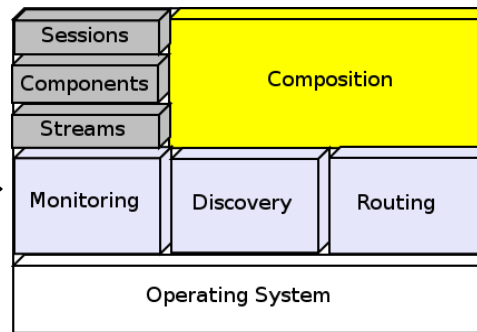 Sessions
Components
Composition
Streams
Monitoring
Discovery
Routing
Operating System